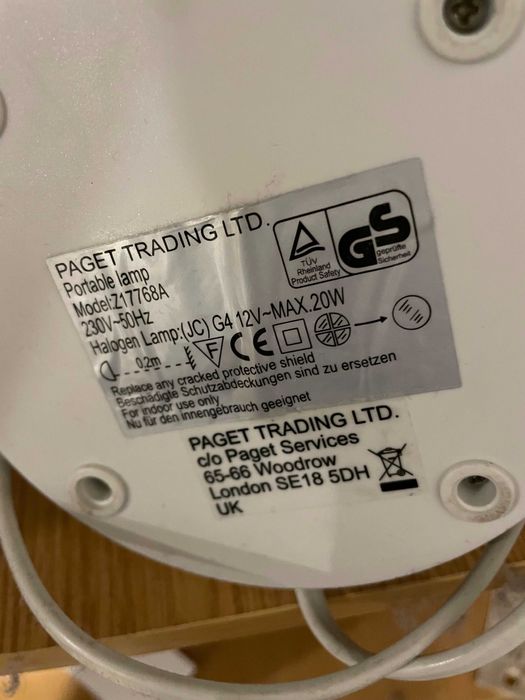 PAGET TRADING LTD.
Portable lamp
Model:Z17768A
230V~50Hz
Halogen Lamp:(JC) G4 12V~MAX.20W
TÜV
Rheinland
Product Safety
GS
geprüfte
Sicherheit
0.2m
F
CE
Replace any cracked protective shield
Beschädigte Schutzabdeckungen sind zu ersetzen
For indoor use only
Nu für den innengebrauch geeignet
PAGET TRADING LTD.
c/o Paget Services
65-66 Woodrow
London SE18 5DH
UK